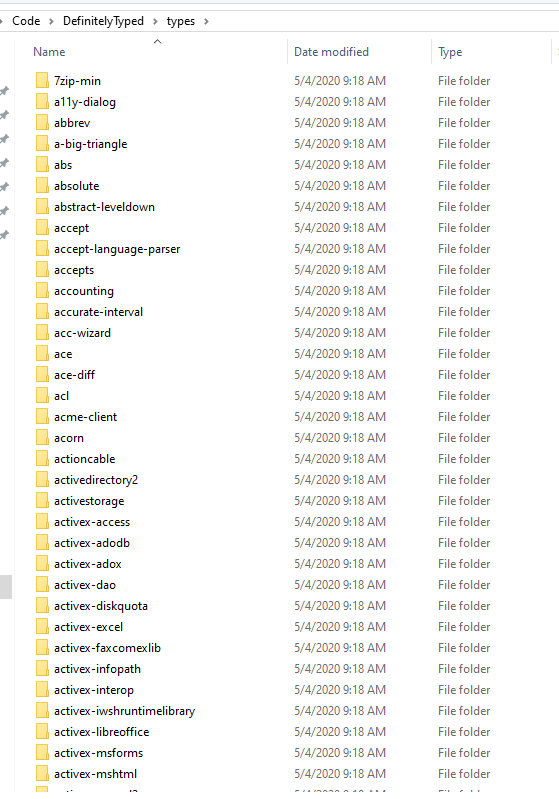 Code > DefinitelyTyped > types >
Name Date modified Type
7zip-min 5/4/2020 9:18 AM File folder
a11y-dialog 5/4/2020 9:18 AM File folder
abbrev 5/4/2020 9:18 AM File folder
a-big-triangle 5/4/2020 9:18 AM File folder
abs 5/4/2020 9:18 AM File folder
absolute 5/4/2020 9:18 AM File folder
abstract-leveldown 5/4/2020 9:18 AM File folder
accept 5/4/2020 9:18 AM File folder
accept-language-parser 5/4/2020 9:18 AM File folder
accepts 5/4/2020 9:18 AM File folder
accounting 5/4/2020 9:18 AM File folder
accurate-interval 5/4/2020 9:18 AM File folder
acc-wizard 5/4/2020 9:18 AM File folder
ace 5/4/2020 9:18 AM File folder
ace-diff 5/4/2020 9:18 AM File folder
acl 5/4/2020 9:18 AM File folder
acme-client 5/4/2020 9:18 AM File folder
acorn 5/4/2020 9:18 AM File folder
actioncable 5/4/2020 9:18 AM File folder
activedirectory2 5/4/2020 9:18 AM File folder
activestorage 5/4/2020 9:18 AM File folder
activex-access 5/4/2020 9:18 AM File folder
activex-adodb 5/4/2020 9:18 AM File folder
activex-adox 5/4/2020 9:18 AM File folder
activex-dao 5/4/2020 9:18 AM File folder
activex-diskquota 5/4/2020 9:18 AM File folder
activex-excel 5/4/2020 9:18 AM File folder
activex-faxcomexlib 5/4/2020 9:18 AM File folder
activex-infopath 5/4/2020 9:18 AM File folder
activex-interop 5/4/2020 9:18 AM File folder
activex-iwshruntimelibrary 5/4/2020 9:18 AM File folder
activex-libreoffice 5/4/2020 9:18 AM File folder
activex-msforms 5/4/2020 9:18 AM File folder
activex-mshtml 5/4/2020 9:18 AM File folder